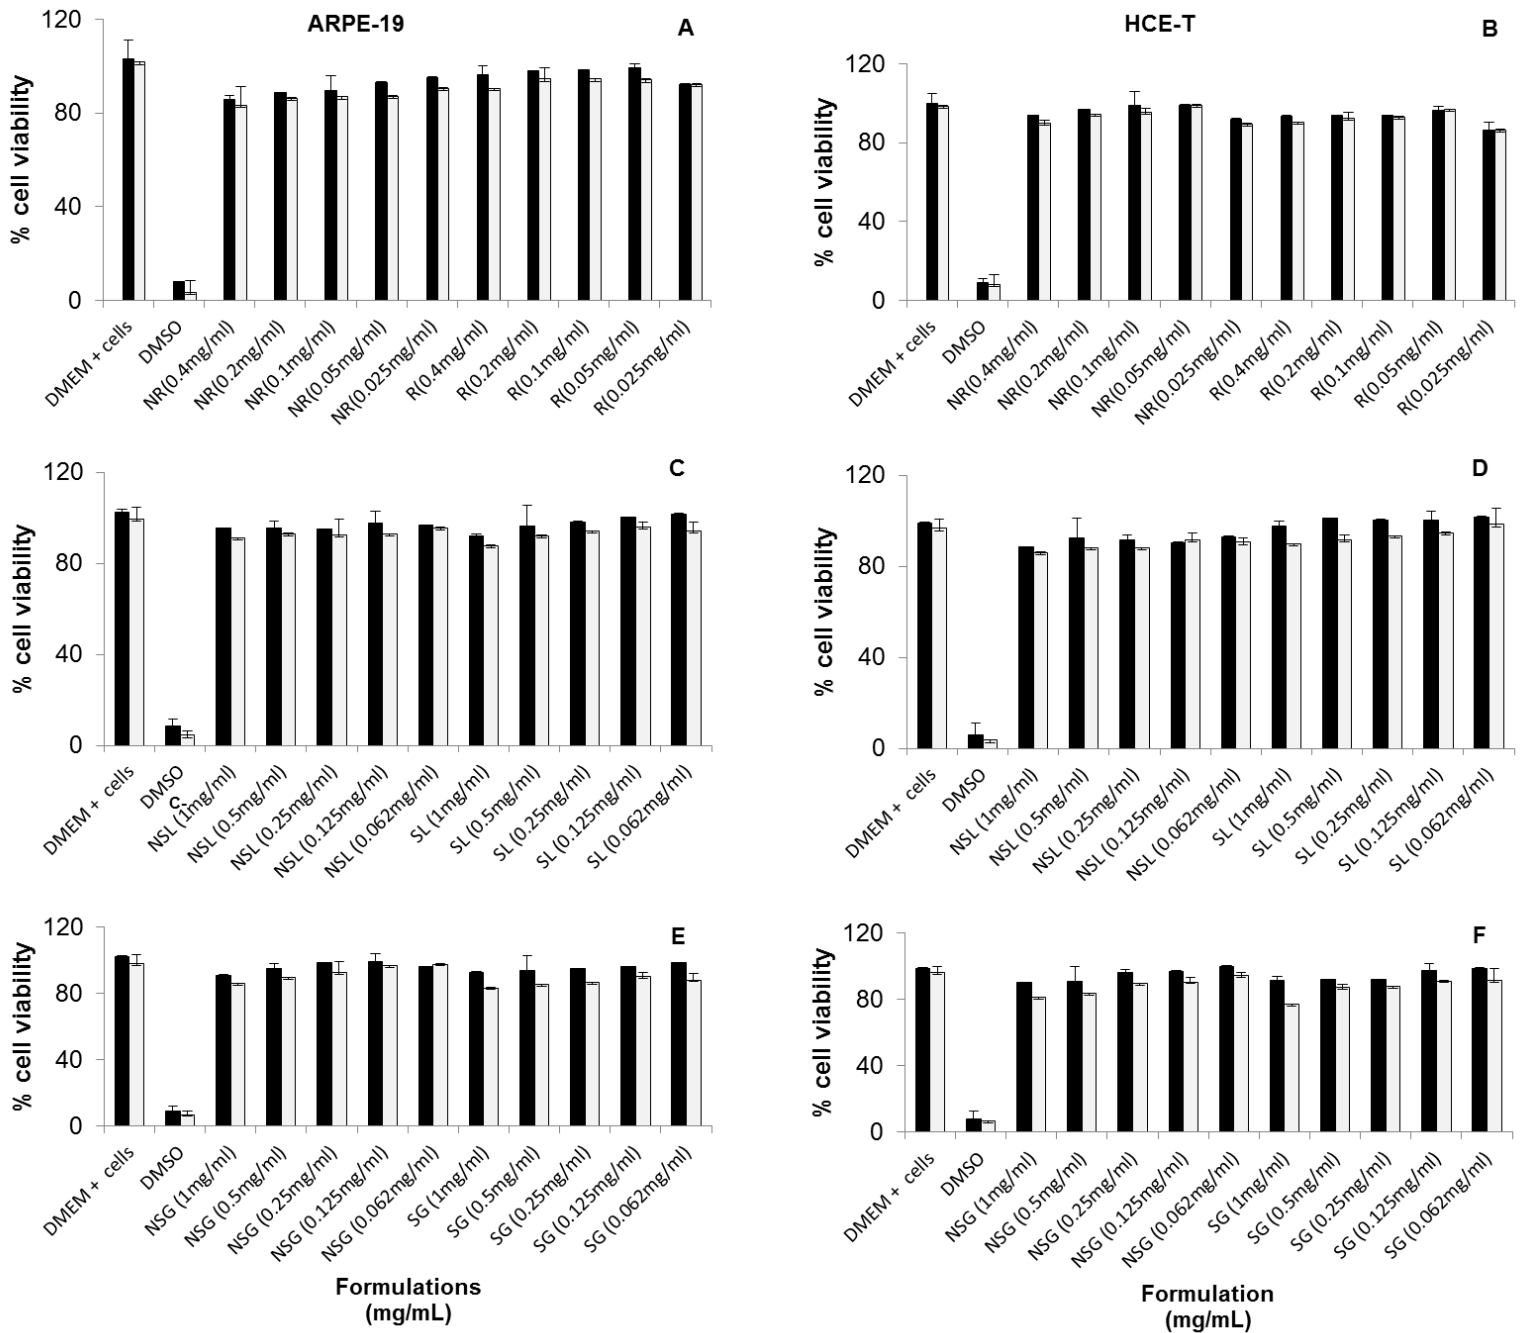 ARPE-19
A
120
80
40
0
% cell viability
DMEM + cells
DMSO
NR(0.4mg/ml)
NR(0.2mg/ml)
NR(0.1mg/ml)
NR(0.05mg/ml)
NR(0.025mg/ml)
R(0.4mg/ml)
R(0.2mg/ml)
R(0.1mg/ml)
R(0.05mg/ml)
R(0.025mg/ml)
HCE-T
B
120
80
40
0
% cell viability
DMEM + cells
DMSO
NR(0.4mg/ml)
NR(0.2mg/ml)
NR(0.1mg/ml)
NR(0.05mg/ml)
NR(0.025mg/ml)
R(0.4mg/ml)
R(0.2mg/ml)
R(0.1mg/ml)
R(0.05mg/ml)
R(0.025mg/ml)
C
120
80
40
0
% cell viability
DMEM + cells
DMSO
C-
NSL (1mg/ml)
NSL (0.5mg/ml)
NSL (0.25mg/ml)
NSL (0.125mg/ml)
NSL (0.062mg/ml)
SL (1mg/ml)
SL (0.5mg/ml)
SL (0.25mg/ml)
SL (0.125mg/ml)
SL (0.062mg/ml)
D
120
80
40
0
% cell viability
DMEM + cells
DMSO
NSL (1mg/ml)
NSL (0.5mg/ml)
NSL (0.25mg/ml)
NSL (0.125mg/ml)
NSL (0.062mg/ml)
SL (1mg/ml)
SL (0.5mg/ml)
SL (0.25mg/ml)
SL (0.125mg/ml)
SL (0.062mg/ml)
E
120
80
40
0
% cell viability
DMEM + cells
DMSO
NSG (1mg/ml)
NSG (0.5mg/ml)
NSG (0.25mg/ml)
NSG (0.125mg/ml)
NSG (0.062mg/ml)
SG (1mg/ml)
SG (0.5mg/ml)
SG (0.25mg/ml)
SG (0.125mg/ml)
SG (0.062mg/ml)
Formulations
(mg/mL)
F
120
80
40
0
% cell viability
DMEM + cells
DMSO
NSG (1mg/ml)
NSG (0.5mg/ml)
NSG (0.25mg/ml)
NSG (0.125mg/ml)
NSG (0.062mg/ml)
SG (1mg/ml)
SG (0.5mg/ml)
SG (0.25mg/ml)
SG (0.125mg/ml)
SG (0.062mg/ml)
Formulation
(mg/mL)